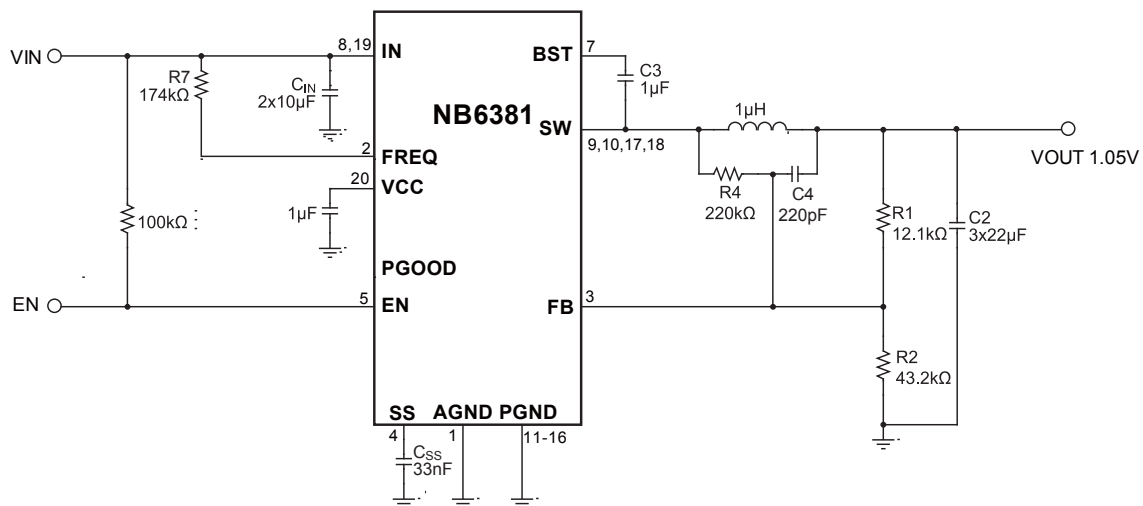 VIN
8,19
IN
R7
174kΩ
CIN
2x10µF
NB6381
BST
7
C3
1µF
1µH
SW
9,10,17,18
VOUT 1.05V
2
FREQ
20
VCC
1µF
100kΩ
R4
220kΩ
C4
220pF
R1
12.1kΩ
C2
3x22µF
PGOOD
EN
5
EN
FB
3
R2
43.2kΩ
SS
AGND
PGND
4
1
11-16
CSS
33nF